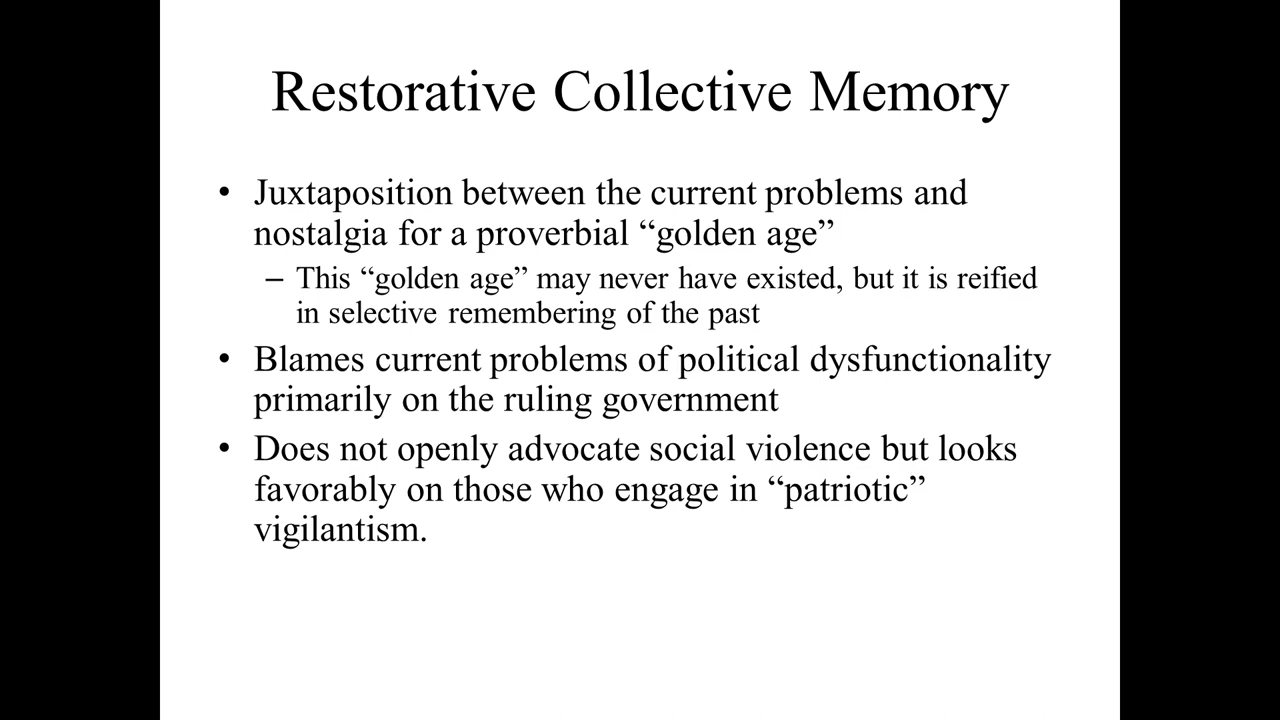 Restorative Collective Memory
• Juxtaposition between the current problems and
nostalgia for a proverbial “golden age”
– This “golden age” may never have existed, but it is reified
in selective remembering of the past
• Blames current problems of political dysfunctionality
primarily on the ruling government
• Does not openly advocate social violence but looks
favorably on those who engage in “patriotic”
vigilantism.